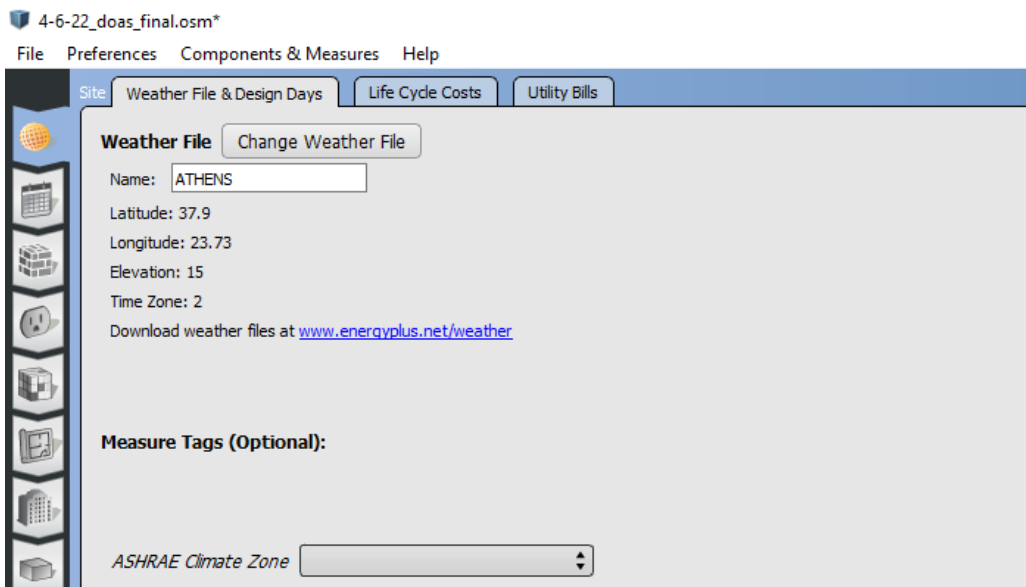 4-6-22_doas_final.osm*
File Preferences Components & Measures Help
Site Weather File & Design Days Life Cycle Costs Utility Bills
Weather File Change Weather File
Name: ATHENS
Latitude: 37.9
Longitude: 23.73
Elevation: 15
Time Zone: 2
Download weather files at www.energyplus.net/weather
Measure Tags (Optional):
ASHRAE Climate Zone